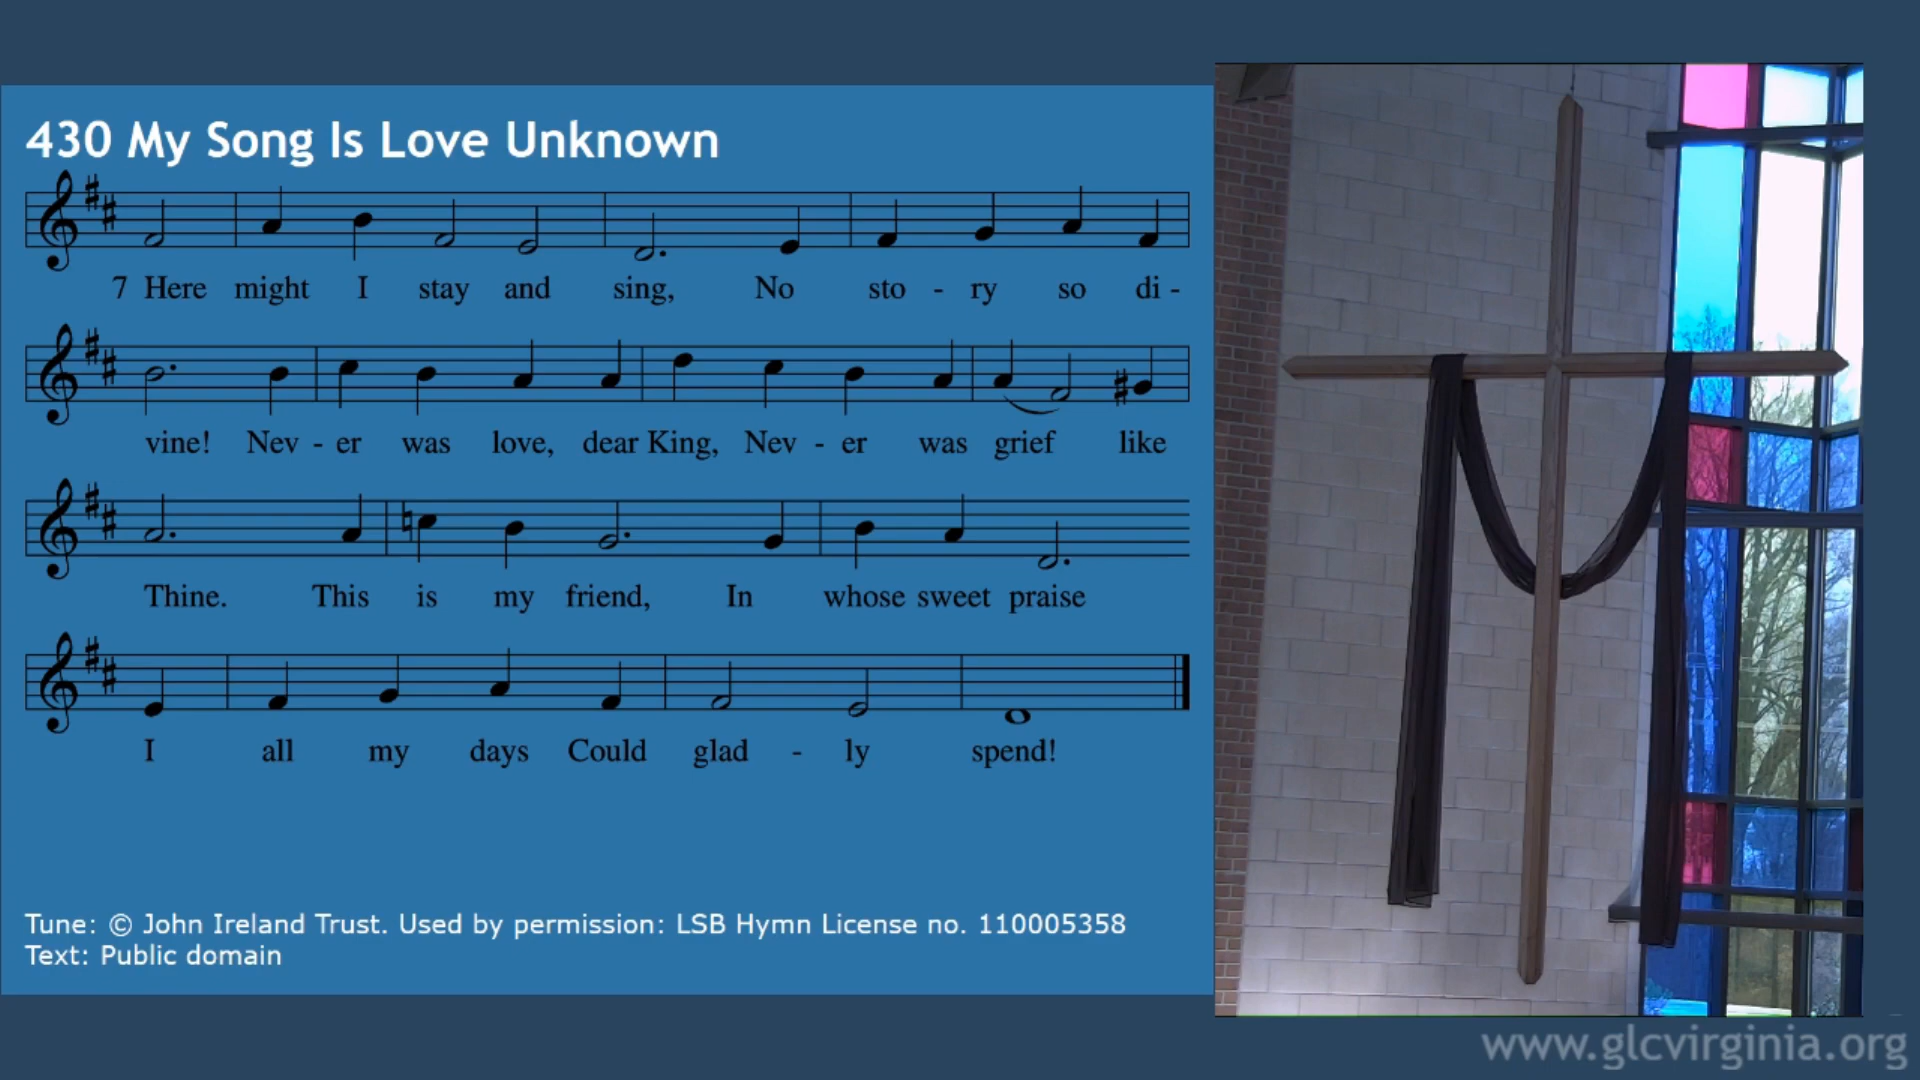 430 My Song Is Love Unknown
7 Here might I stay and sing, No sto - ry so di -
vine! Nev - er was love, dear King, Nev - er was grief like
Thine. This is my friend, In whose sweet praise
I all my days Could glad - ly spend!
Tune: © John Ireland Trust. Used by permission: LSB Hymn License no. 110005358
Text: Public domain
www.glcvirginia.org